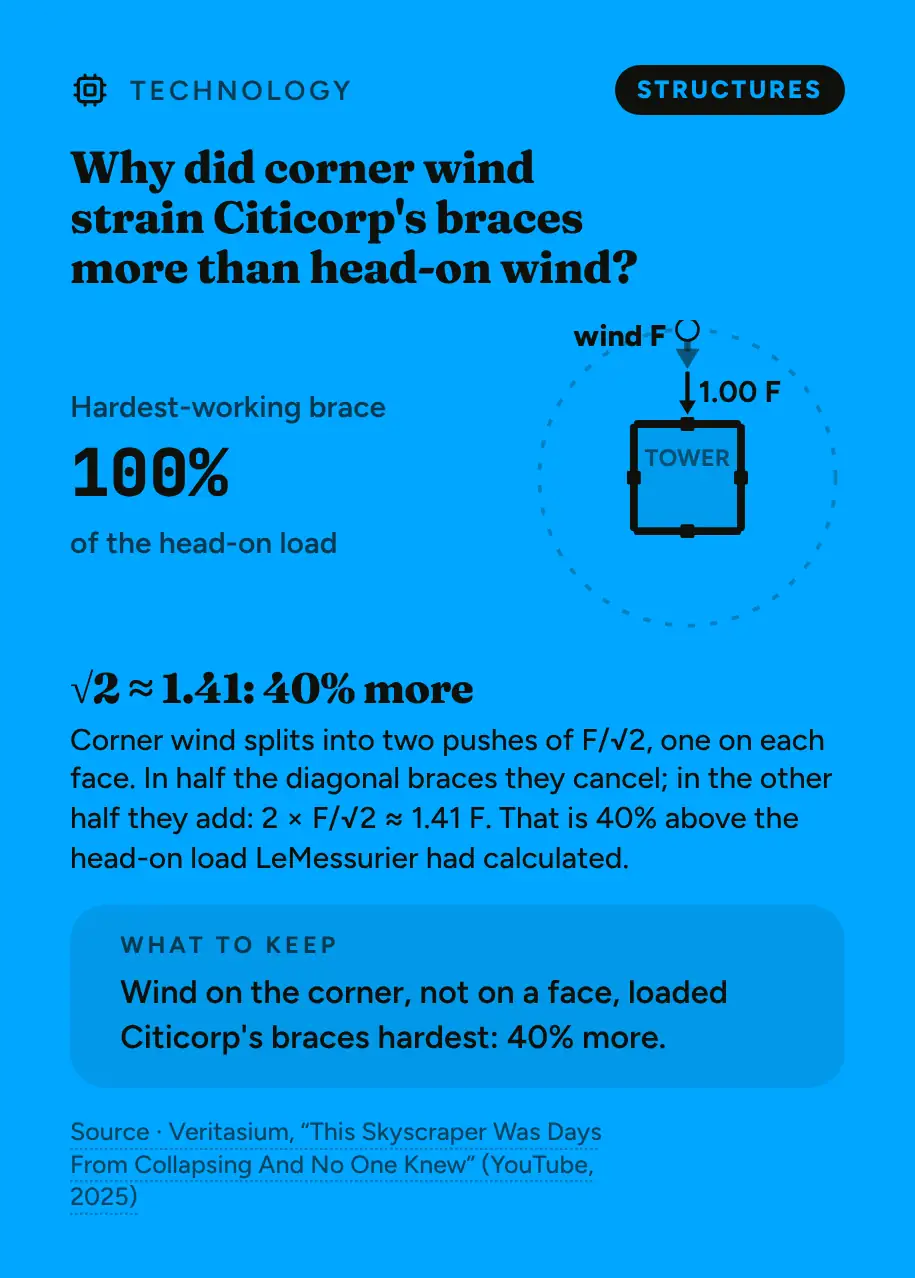 TECHNOLOGY
STRUCTURES
Why did corner wind
strain Citicorp's braces
more than head-on wind?
wind F
1.00 F
TOWER
Hardest-working brace
100%
of the head-on load
√2 ≈ 1.41: 40% more
Corner wind splits into two pushes of F/√2, one on each
face. In half the diagonal braces they cancel; in the other
half they add: 2 × F/√2 ≈ 1.41 F. That is 40% above the
head-on load LeMessurier had calculated.
WHAT TO KEEP
Wind on the corner, not on a face, loaded
Citicorp's braces hardest: 40% more.
Source · Veritasium, “This Skyscraper Was Days
From Collapsing And No One Knew” (YouTube,
2025)